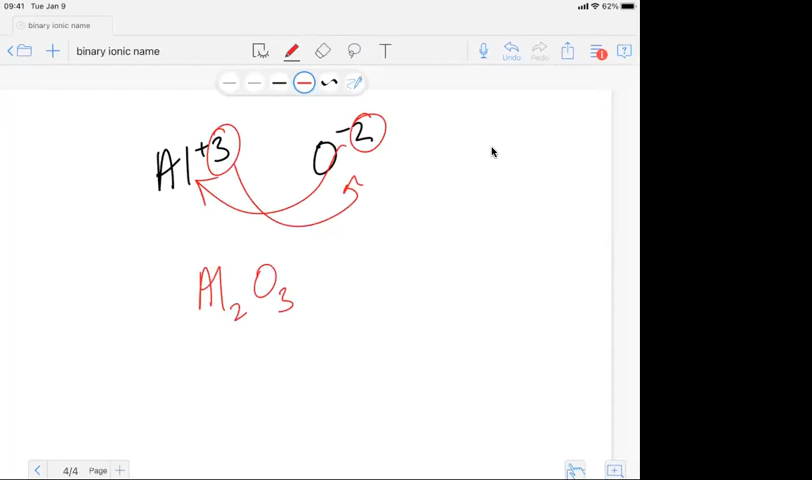 09:41 Tue Jan 9 62%
binary ionic name
binary ionic name T Undo Redo
Al+3 O-2
Al2O3
4/4 Page